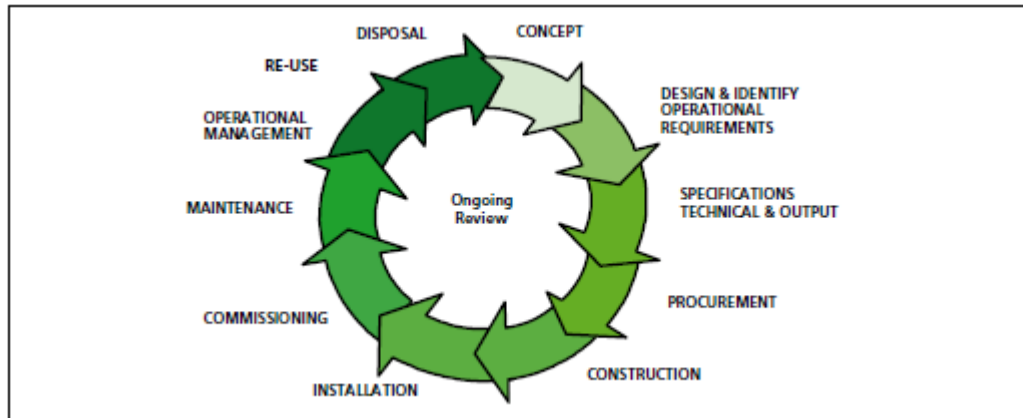 CONCEPT
DESIGN & IDENTIFY
OPERATIONAL
REQUIREMENTS
SPECIFICATIONS
TECHNICAL & OUTPUT
PROCUREMENT
CONSTRUCTION
INSTALLATION
COMMISSIONING
MAINTENANCE
OPERATIONAL
MANAGEMENT
RE-USE
DISPOSAL
Ongoing
Review